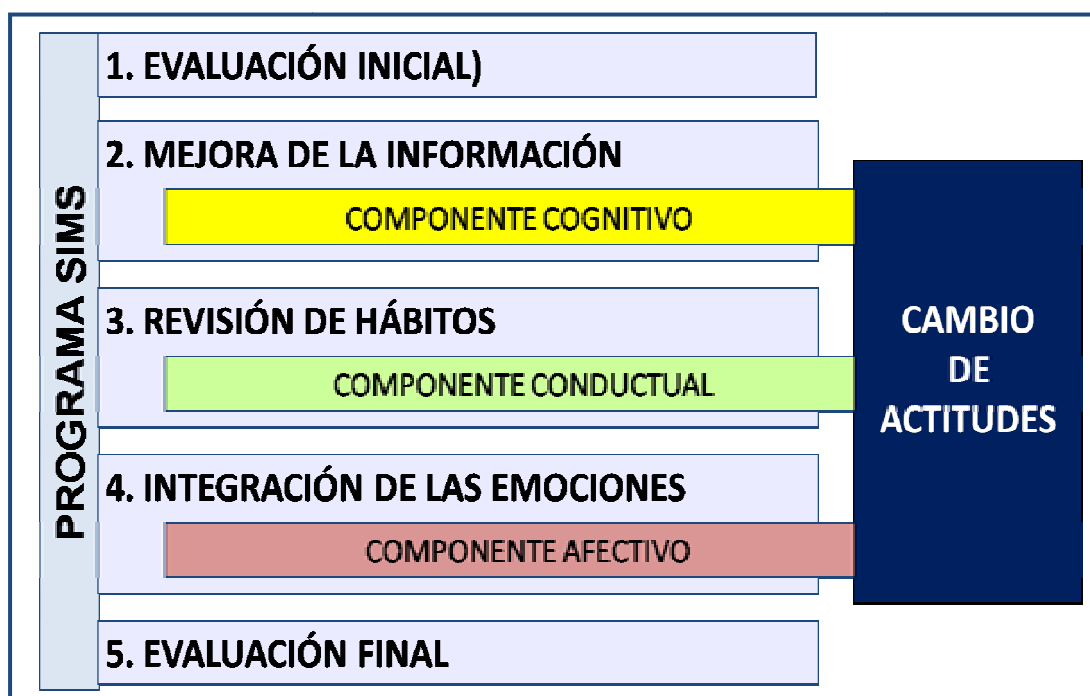 PROGRAMA SIMS
1. EVALUACIÓN INICIAL)
2. MEJORA DE LA INFORMACIÓN
COMPONENTE COGNITIVO
3. REVISIÓN DE HÁBITOS
COMPONENTE CONDUCTUAL
4. INTEGRACIÓN DE LAS EMOCIONES
COMPONENTE AFECTIVO
5. EVALUACIÓN FINAL
CAMBIO
DE
ACTITUDES